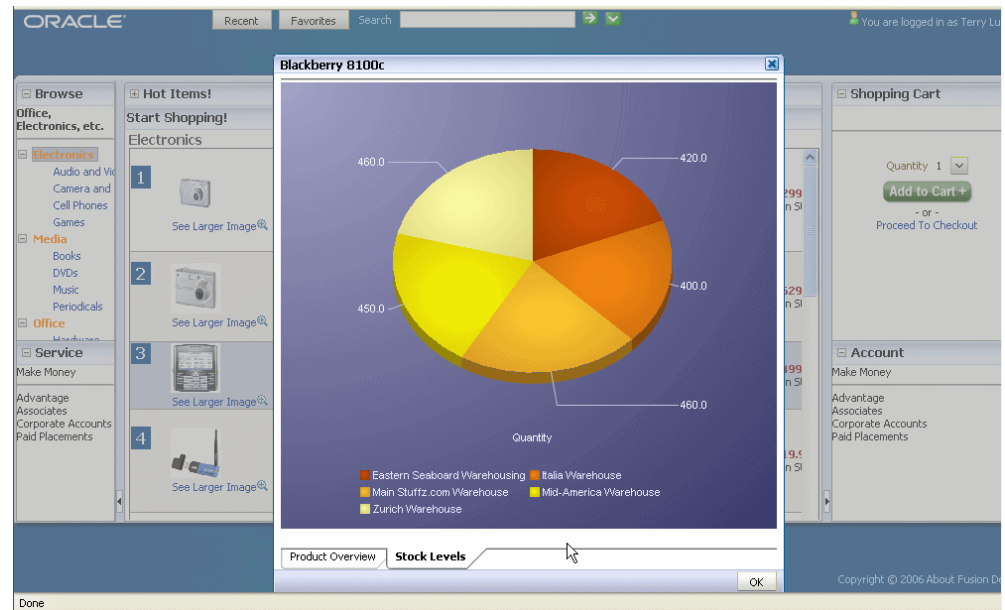 ORACLE
Recent
Favorites
Search
You are logged in as Terry Lu
Blackberry 8100c
Browse
Office,
Electronics, etc.
Electronics
Audio and Vi
Camera and
Cell Phones
Games
Media
Books
DVDs
Music
Periodicals
Office
Hardware
Service
Make Money
Advantage
Associates
Corporate Accounts
Paid Placements
Hot Items!
Start Shopping!
Electronics
1
See Larger Image
2
See Larger Image
3
See Larger Image
4
See Larger Image
460.0
420.0
400.0
450.0
460.0
Quantity
Eastern Seaboard Warehousing Italia Warehouse
Main Stuffz.com Warehouse Mid-America Warehouse
Zurich Warehouse
Product Overview
Stock Levels
OK
299
n S
529
n S
499
n S
19.9
n S
Shopping Cart
Quantity 1
Add to Cart +
- or -
Proceed To Checkout
Account
Make Money
Advantage
Associates
Corporate Accounts
Paid Placements
Copyright © 2006 About Fusion De
Done